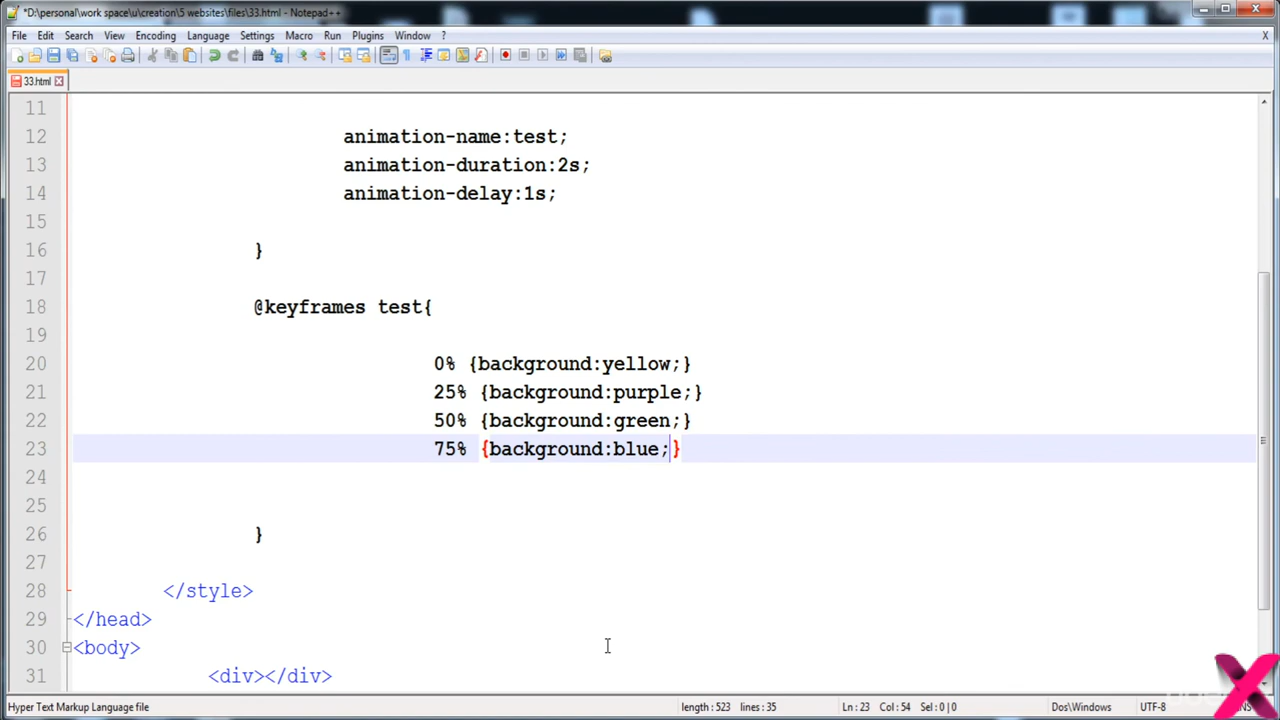 *D:\personal\work space\u\creation\5 websites\files\33.html - Notepad++
File Edit Search View Encoding Language Settings Macro Run Plugins Window ? X
33.html
11
12 animation-name:test;
13 animation-duration:2s;
14 animation-delay:1s;
15
16 }
17
18 @keyframes test{
19
20 0% {background:yellow;}
21 25% {background:purple;}
22 50% {background:green;}
23 75% {background:blue;}
24
25
26 }
27
28 </style>
29 </head>
30 <body>
31 <div></div>
Hyper Text Markup Language file length : 523 lines : 35 Ln : 23 Col : 54 Sel : 0 | 0 Dos\Windows UTF-8